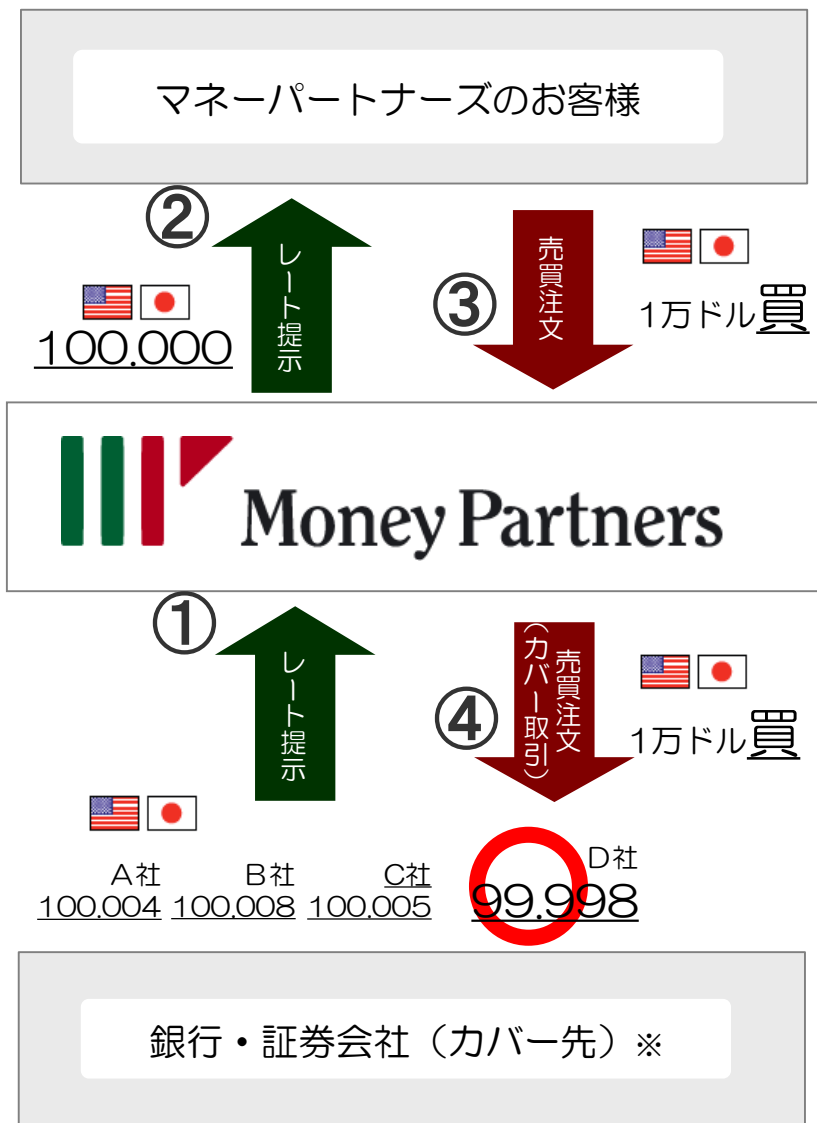 マネーパートナーズのお客様
②
レート提示
100.000
③
売買注文
1万ドル買
Money Partners
①
レート提示
④
売買注文
（カバー取引）
1万ドル買
A社 B社 C社 D社
100.004 100.008 100.005 99.998
銀行・証券会社（カバー先）※